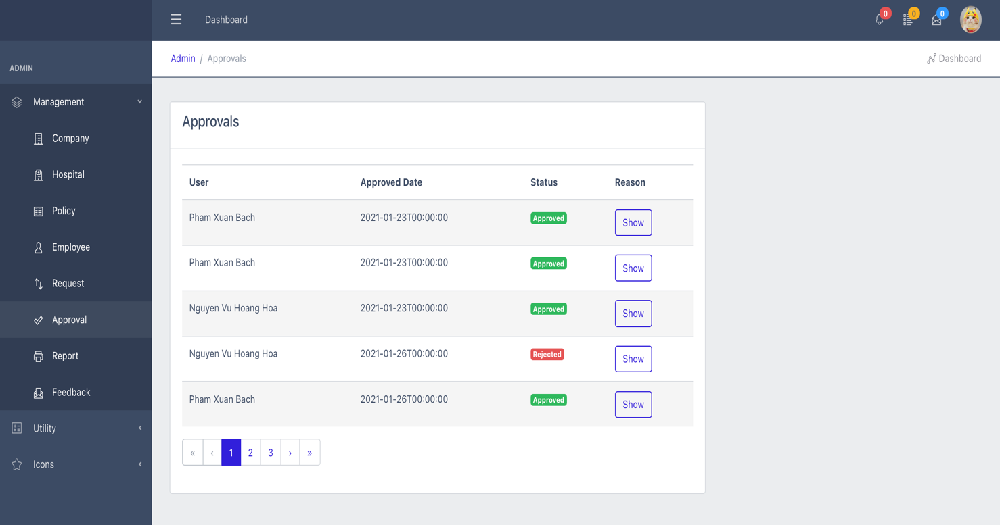 Dashboard
0
0
0
ADMIN
Admin / Approvals
Dashboard
Management
Company
Hospital
Policy
Employee
Request
Approval
Report
Feedback
Utility
Icons
Approvals
User Approved Date Status Reason
Pham Xuan Bach 2021-01-23T00:00:00 Approved Show
Pham Xuan Bach 2021-01-23T00:00:00 Approved Show
Nguyen Vu Hoang Hoa 2021-01-23T00:00:00 Approved Show
Nguyen Vu Hoang Hoa 2021-01-26T00:00:00 Rejected Show
Pham Xuan Bach 2021-01-26T00:00:00 Approved Show
« ‹ 1 2 3 › »